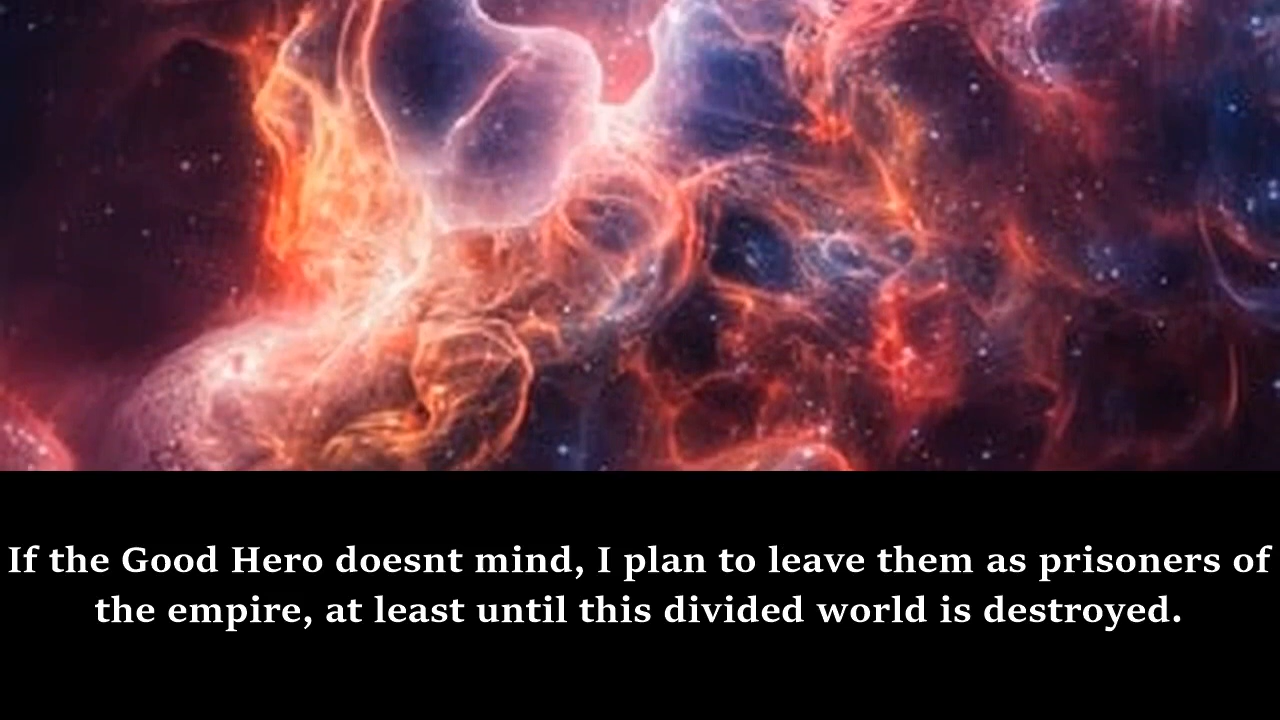 If the Good Hero doesnt mind, I plan to leave them as prisoners of
the empire, at least until this divided world is destroyed.